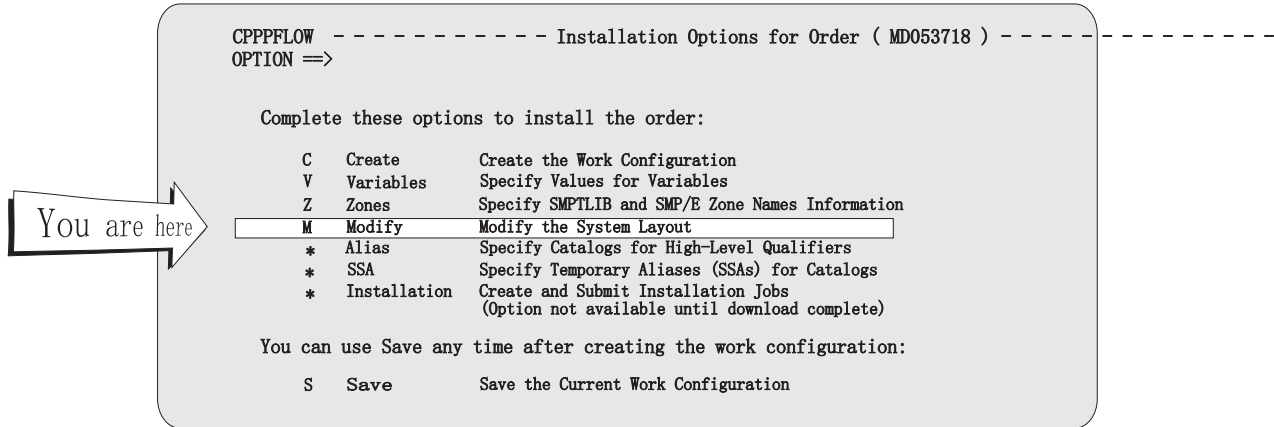 CPPPFLOW - - - - - - - - - - - - Installation Options for Order ( MD053718 ) - - - - - - - - - - - - - - - -
OPTION ==>
Complete these options to install the order:
C Create Create the Work Configuration
V Variables Specify Values for Variables
Z Zones Specify SMPTLIB and SMP/E Zone Names Information
You are here
M Modify Modify the System Layout
* Alias Specify Catalogs for High-Level Qualifiers
* SSA Specify Temporary Aliases (SSAs) for Catalogs
* Installation Create and Submit Installation Jobs
(Option not available until download complete)
You can use Save any time after creating the work configuration:
S Save Save the Current Work Configuration